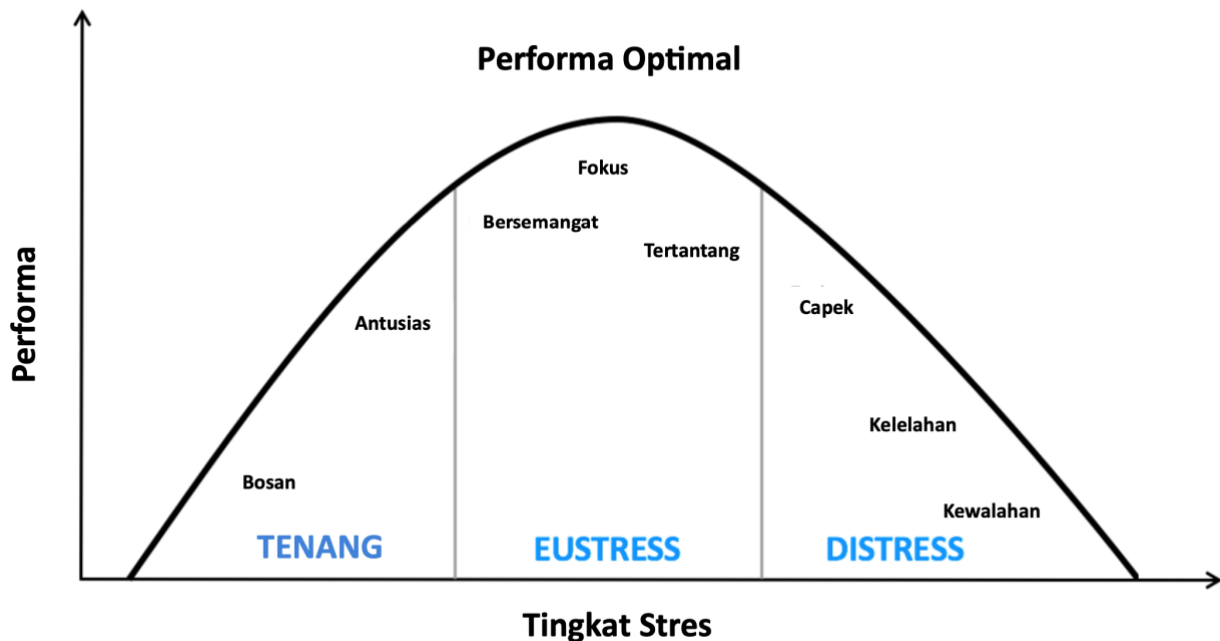 Performa Optimal
Fokus
Bersemangat
Tertantang
Capek
Antusias
Performa
Kelelahan
Bosan
Kewalahan
TENANG
EUSTRESS
DISTRESS
Tingkat Stres